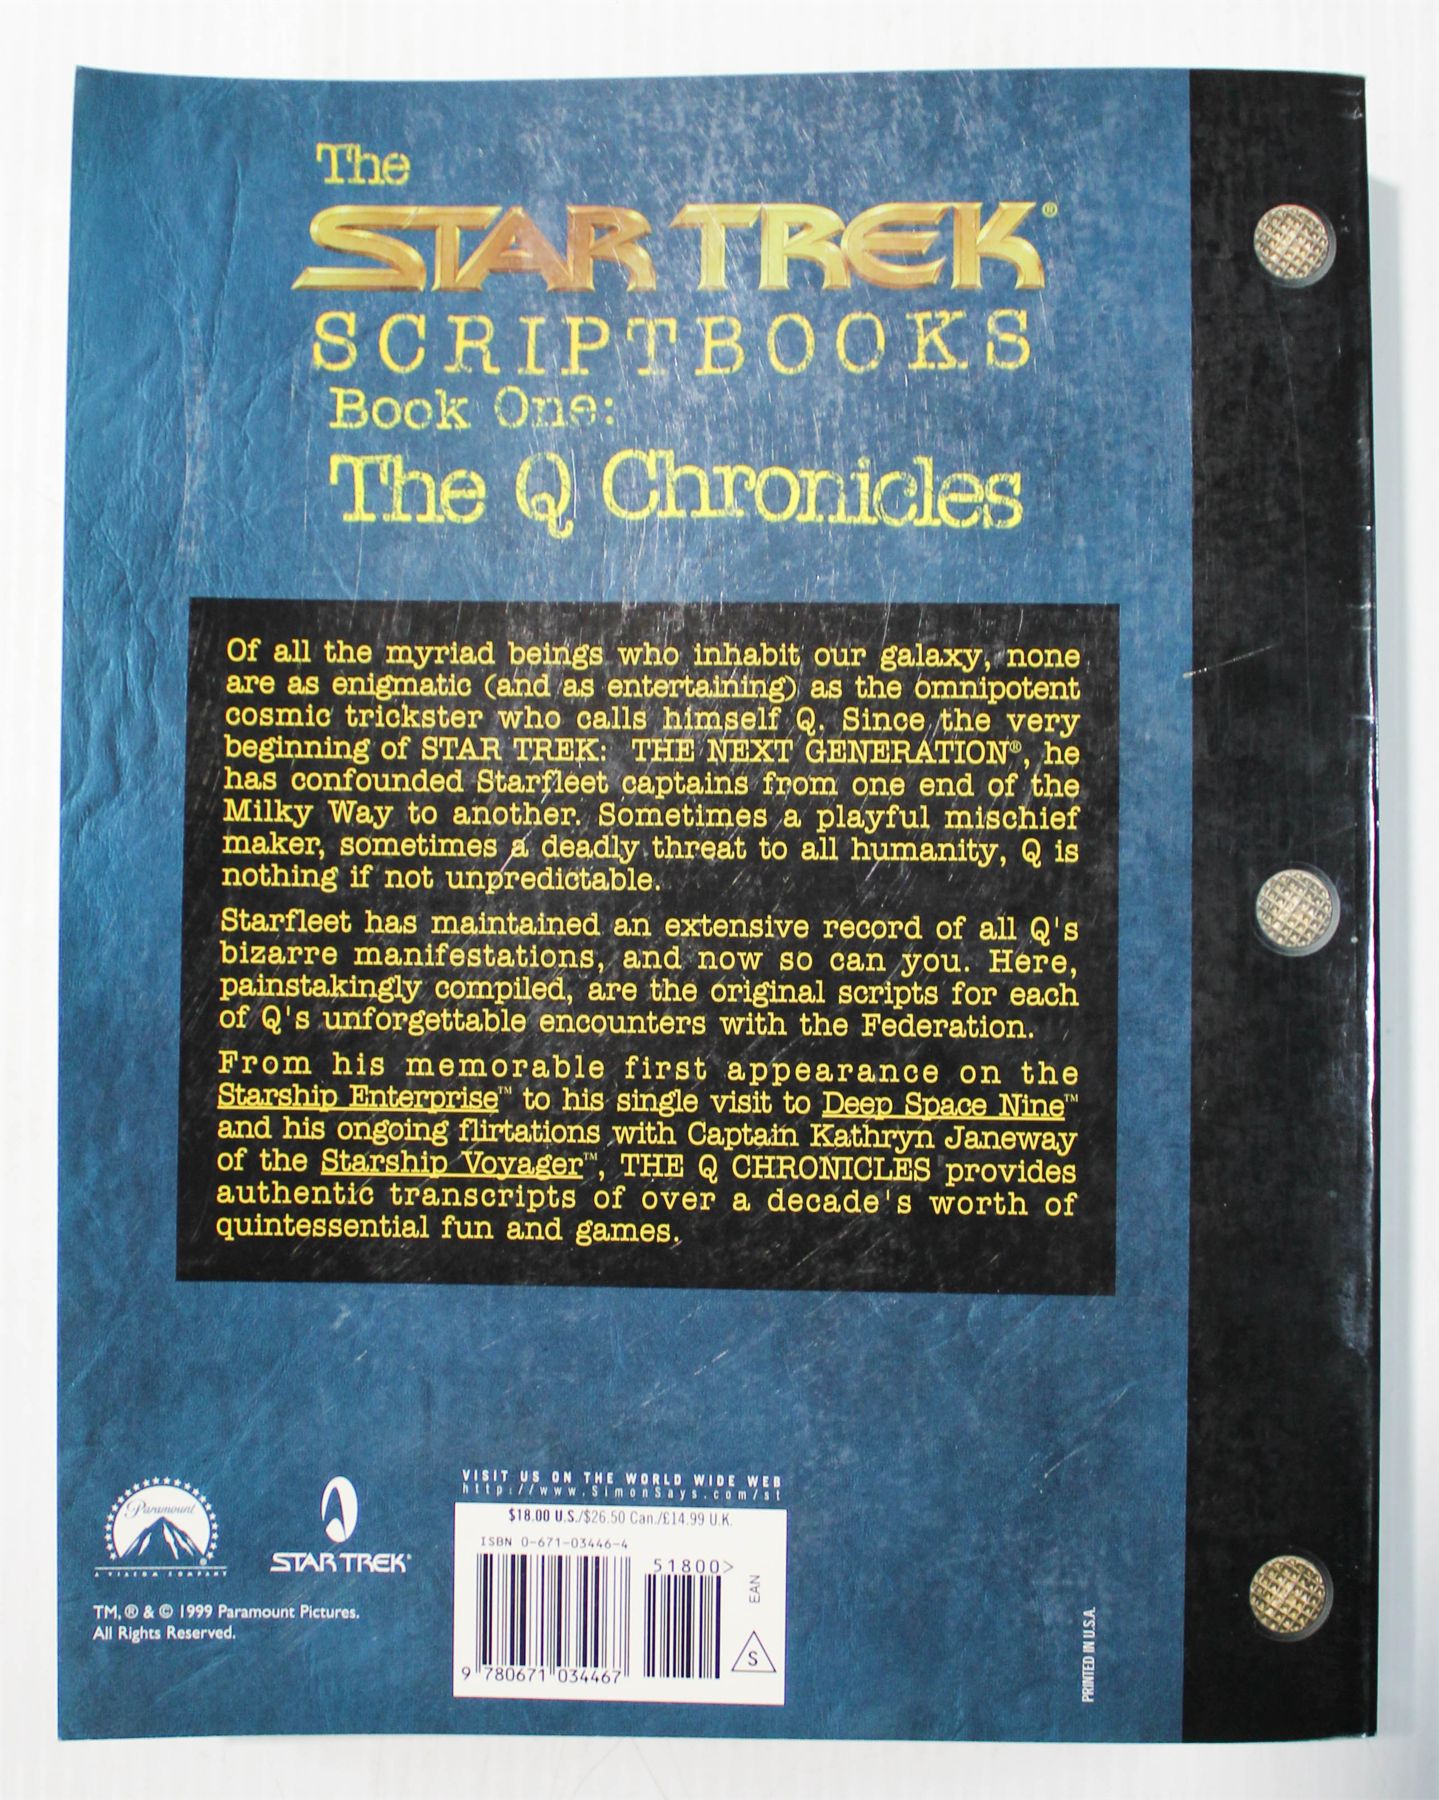 The
STAR TREK®
SCRIPTBOOKS
Book One:
The Q Chronicles
Of all the myriad beings who inhabit our galaxy, none
are as enigmatic (and as entertaining) as the omnipotent
cosmic trickster who calls himself Q. Since the very
beginning of STAR TREK: THE NEXT GENERATION®, he
has confounded Starfleet captains from one end of the
Milky Way to another. Sometimes a playful mischief
maker, sometimes a deadly threat to all humanity, Q is
nothing if not unpredictable.
Starfleet has maintained an extensive record of all Q's
bizarre manifestations, and now so can you. Here,
painstakingly compiled, are the original scripts for each
of Q's unforgettable encounters with the Federation.
From his memorable first appearance on the
Starship Enterprise™ to his single visit to Deep Space Nine™
and his ongoing flirtations with Captain Kathryn Janeway
of the Starship Voyager™, THE Q CHRONICLES provides
authentic transcripts of over a decade's worth of
quintessential fun and games.
Paramount
®
A VIACOM COMPANY
STAR TREK®
TM, ® & © 1999 Paramount Pictures.
All Rights Reserved.
VISIT US ON THE WORLD WIDE WEB
http://www.SimonSays.com/st
$18.00 U.S./$26.50 Can./£14.99 U.K.
ISBN 0-671-03446-4
51800>
EAN
S
9 780671 034467
PRINTED IN U.S.A.